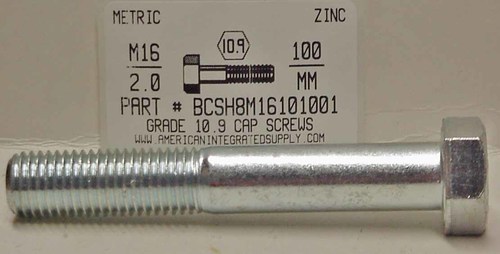 METRIC ZINC
M16 10.9 100
2.0 MM
PART # BCSH8M16101001
GRADE 10.9 CAP SCREWS
WWW.AMERICANINTEGRATEDSUPPLY.COM